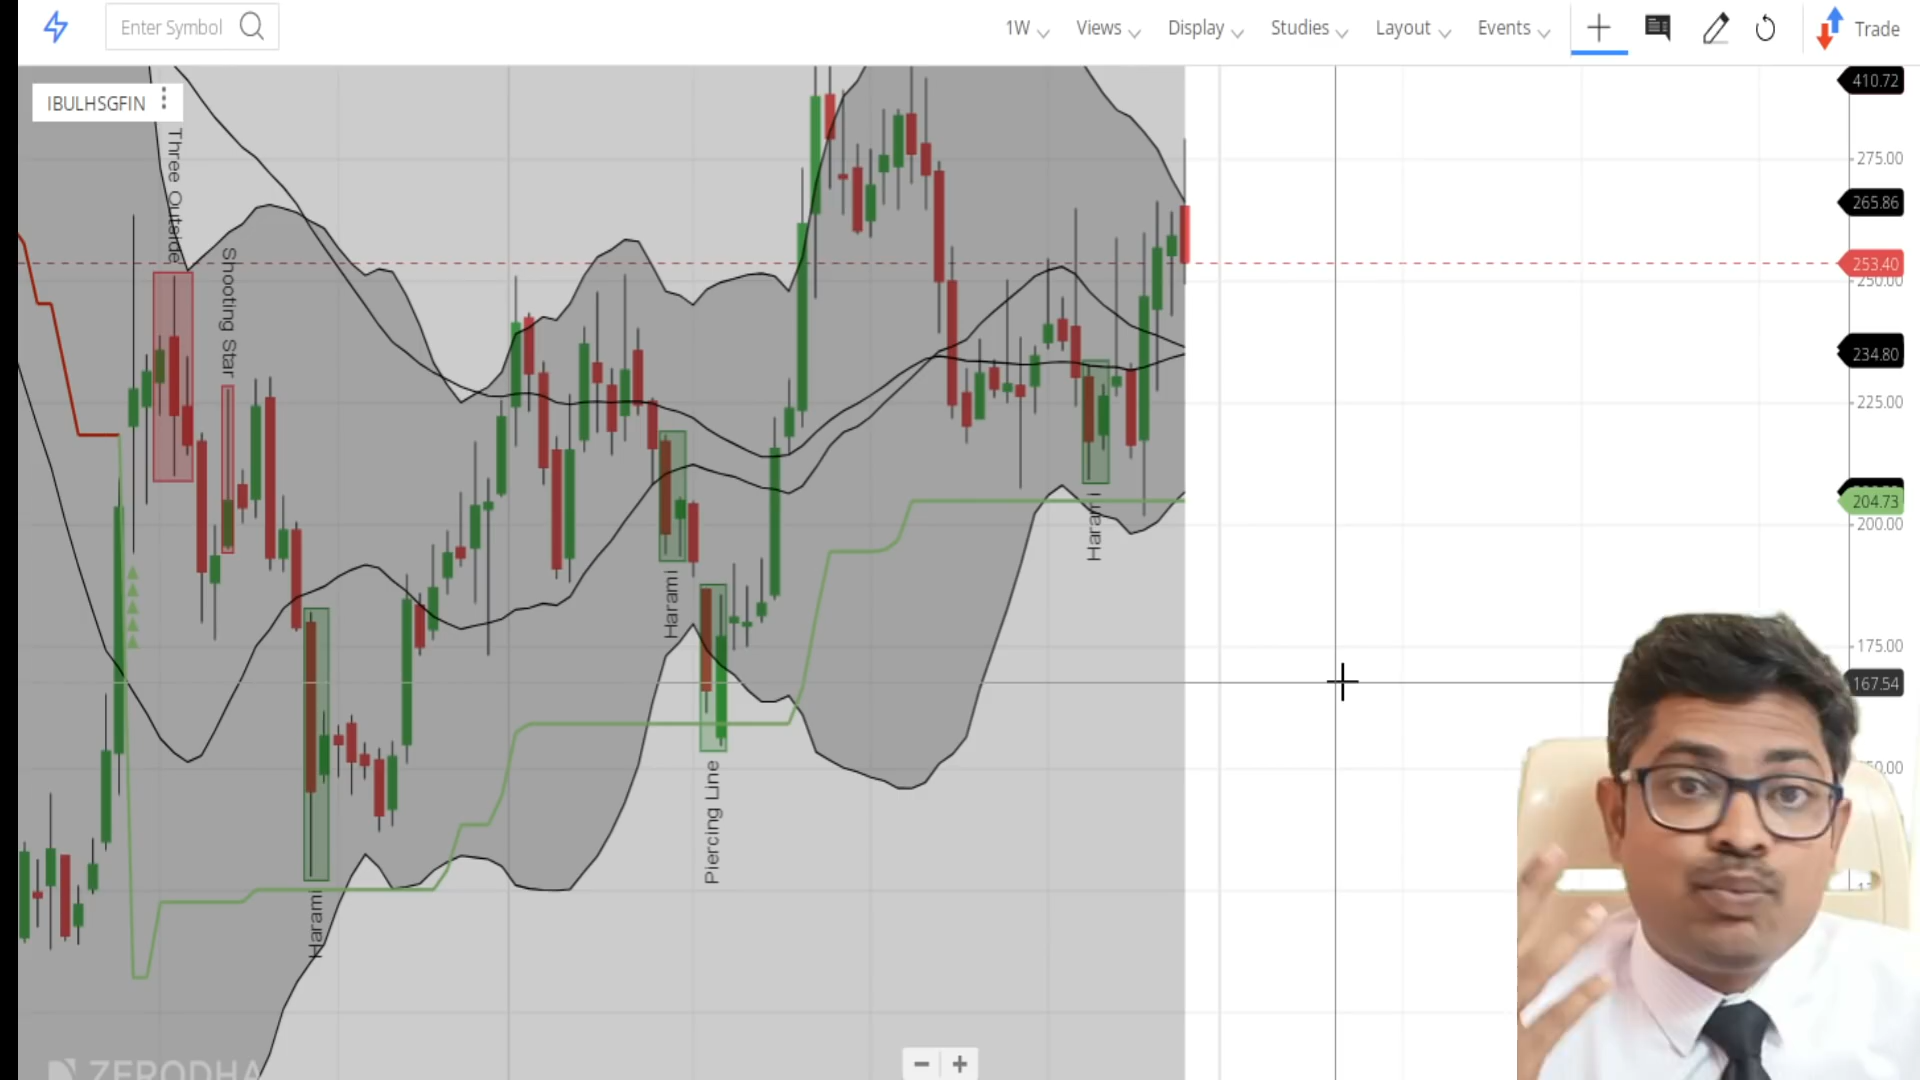 Enter Symbol
1W Views Display Studies Layout Events Trade
IBULHSGFIN
Three Outside
Shooting Star
Harami
Harami
Piercing Line
Harami
410.72
275.00
265.86
253.40
250.00
234.80
225.00
204.73
200.00
175.00
167.54
ZERODHA